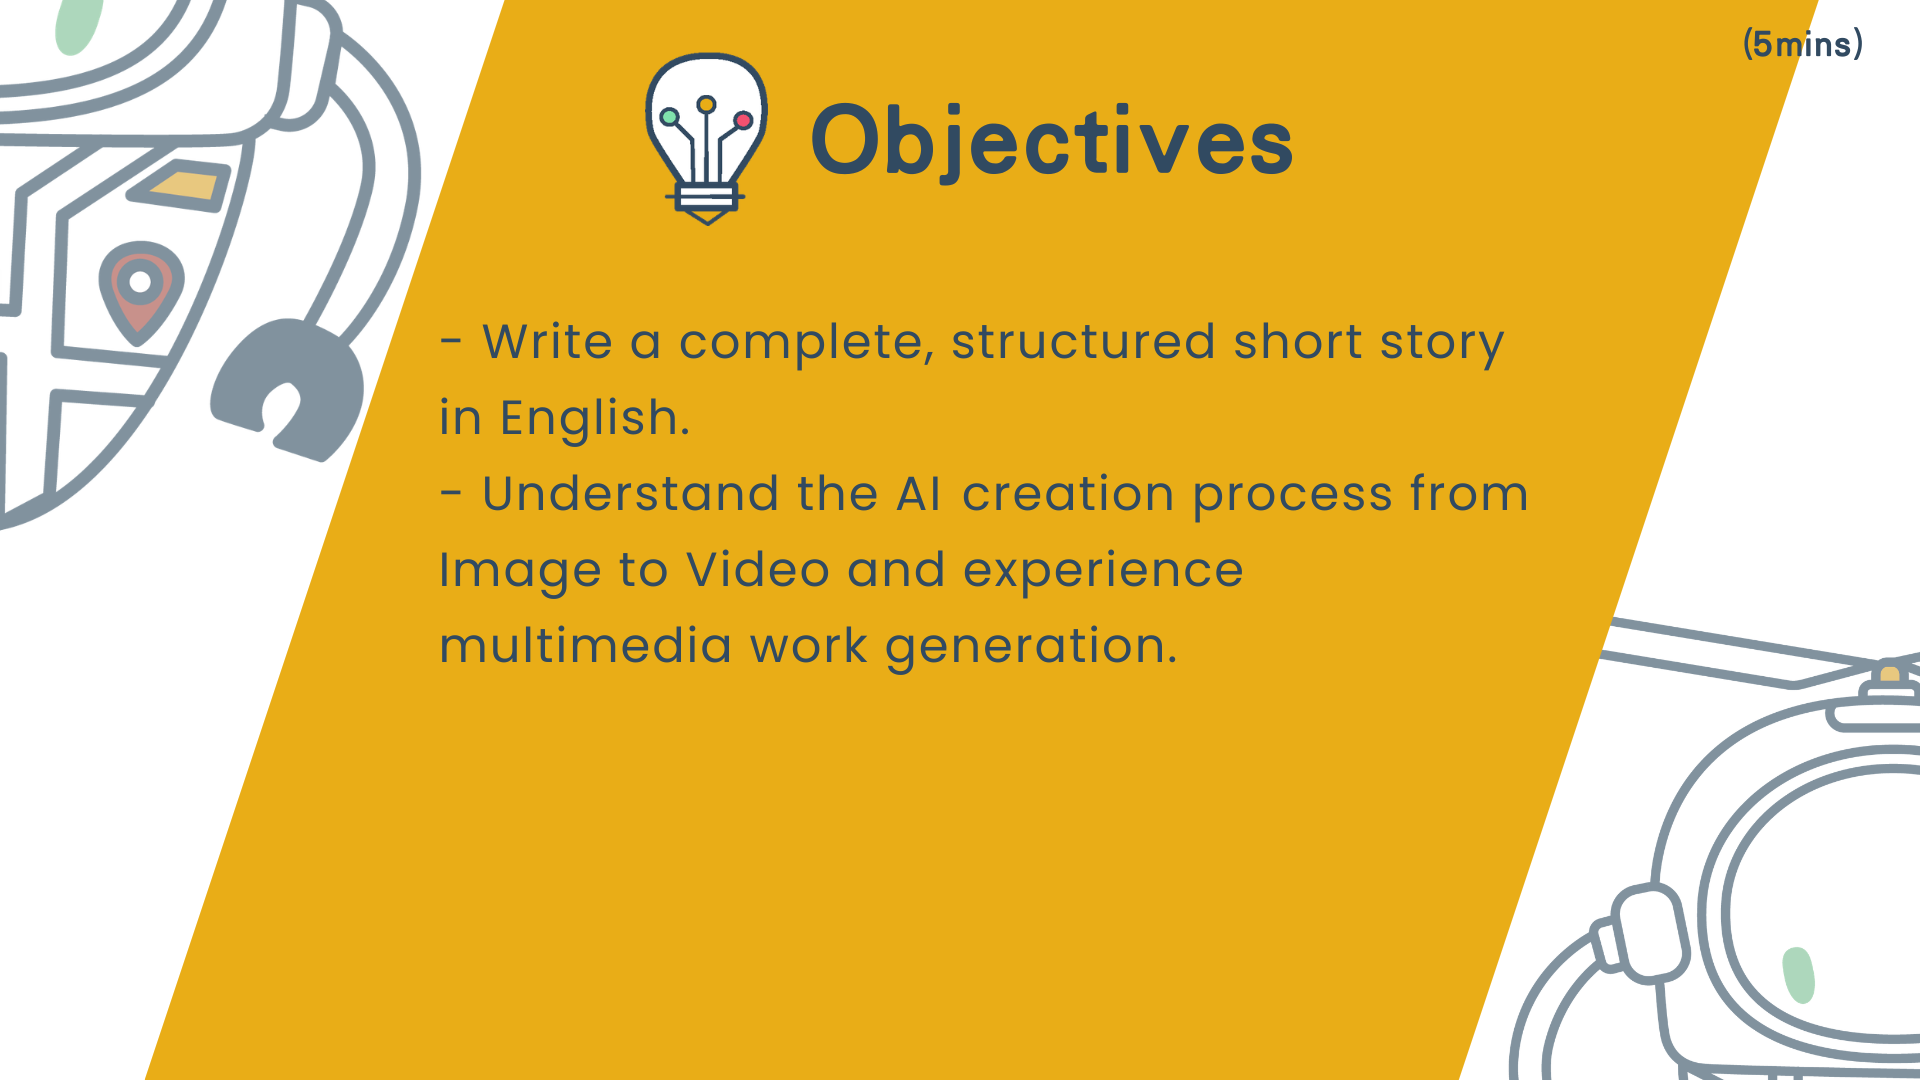 (5mins)
Objectives
- Write a complete, structured short story
in English.
- Understand the AI creation process from
Image to Video and experience
multimedia work generation.